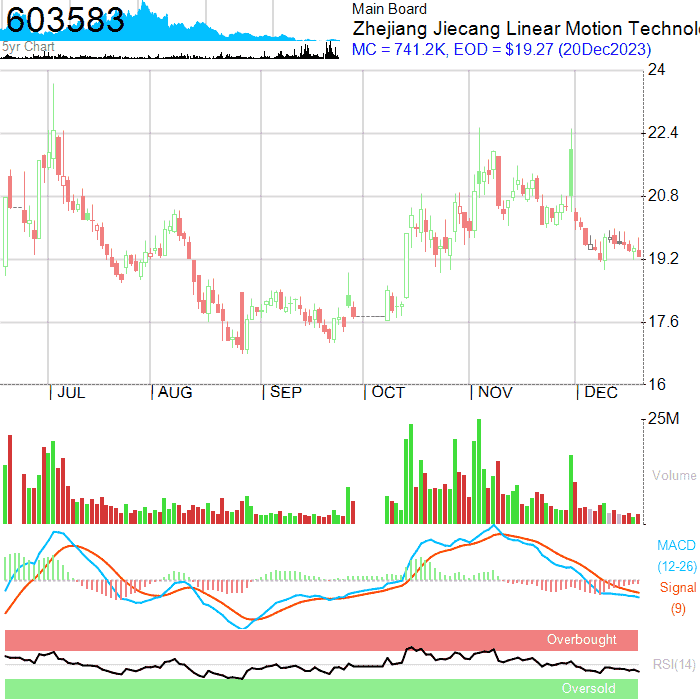 603583
5yr Chart
Main Board
Zhejiang Jiecang Linear Motion Technol
MC = 741.2K, EOD = $19.27 (20Dec2023)
24
22.4
20.8
19.2
17.6
16
JUL AUG SEP OCT NOV DEC
25M
Volume
MACD
(12-26)
Signal
(9)
Overbought
RSI(14)
Oversold